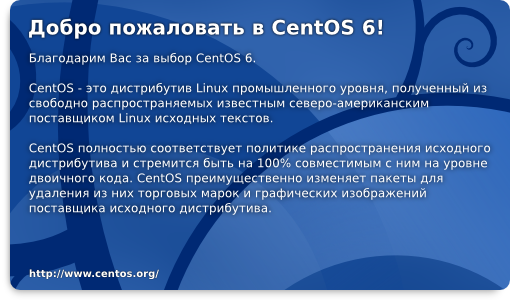 Добро пожаловать в CentOS 6!
Благодарим Вас за выбор CentOS 6.
CentOS - это дистрибутив Linux промышленного уровня, полученный из
свободно распространяемых известным северо-американским
поставщиком Linux исходных текстов.
CentOS полностью соответствует политике распространения исходного
дистрибутива и стремится быть на 100% совместимым с ним на уровне
двоичного кода. CentOS преимущественно изменяет пакеты для
удаления из них торговых марок и графических изображений
поставщика исходного дистрибутива.
http://www.centos.org/